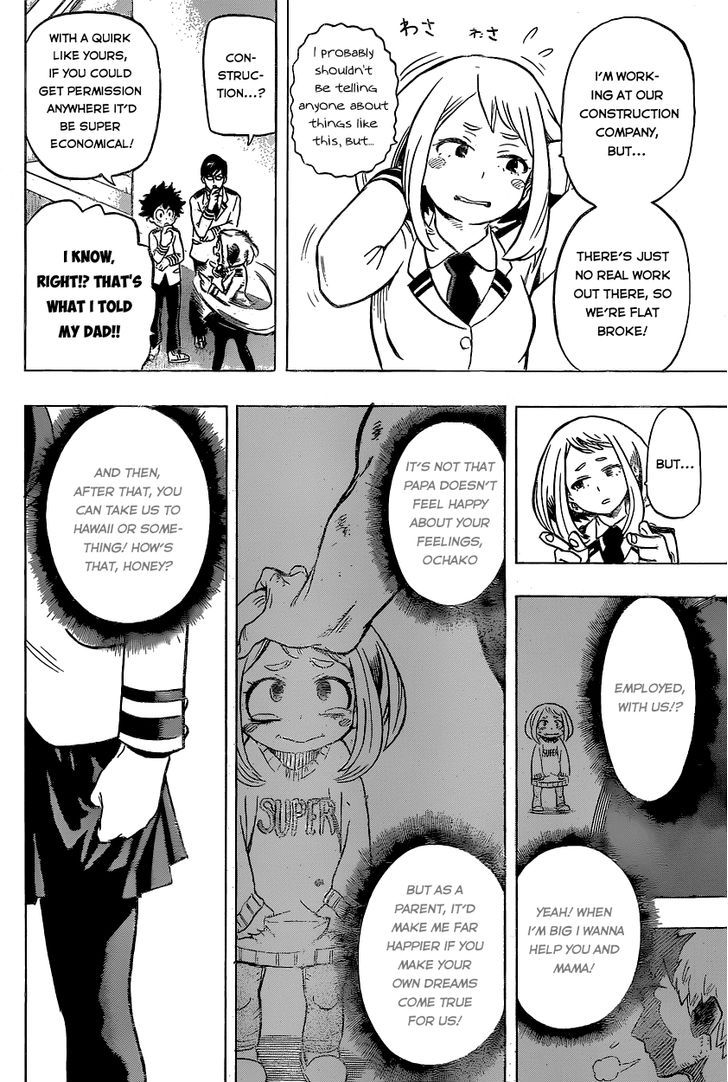 I'M WORK-
ING AT OUR
CONSTRUCTION
COMPANY,
BUT...
わさ
わさ
THERE'S JUST
NO REAL WORK
OUT THERE, SO
WE'RE FLAT
BROKE!
I probably
shouldn't
be telling
anyone about
things like
this, but...
CON-
STRUC-
TION...?
WITH A QUIRK
LIKE YOURS,
IF YOU COULD
GET PERMISSION
ANYWHERE IT'D
BE SUPER
ECONOMICAL!
I KNOW,
RIGHT!? THAT'S
WHAT I TOLD
MY DAD!!
BUT...
EMPLOYED,
WITH US!?
SUPER
YEAH! WHEN
I'M BIG I WANNA
HELP YOU AND
MAMA!
IT'S NOT THAT
PAPA DOESN'T
FEEL HAPPY
ABOUT YOUR
FEELINGS,
OCHAKO
SUPER
BUT AS A
PARENT, IT'D
MAKE ME FAR
HAPPIER IF YOU
MAKE YOUR
OWN DREAMS
COME TRUE
FOR US!
AND THEN,
AFTER THAT, YOU
CAN TAKE US TO
HAWAII OR SOME-
THING! HOW'S
THAT, HONEY?